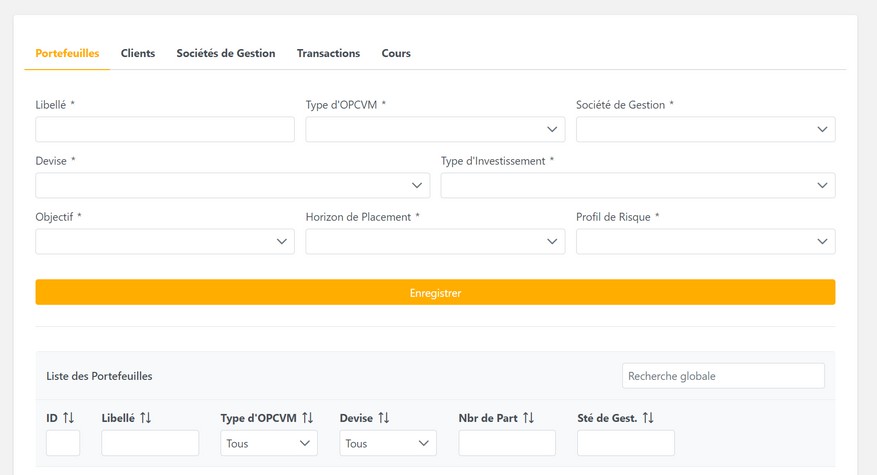 Portefeuilles Clients Sociétés de Gestion Transactions Cours
Libellé * Type d'OPCVM * Société de Gestion *
Devise * Type d'Investissement *
Objectif * Horizon de Placement * Profil de Risque *
Enregistrer
Liste des Portefeuilles Recherche globale
ID Libellé Type d'OPCVM Devise Nbr de Part Sté de Gest.
Tous Tous